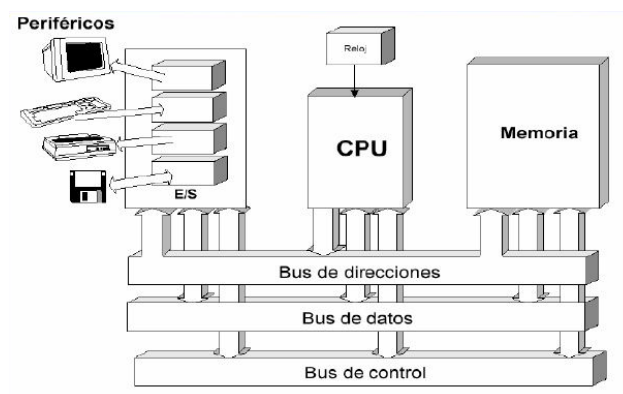 Periféricos
Reloj
CPU
Memoria
E/S
Bus de direcciones
Bus de datos
Bus de control